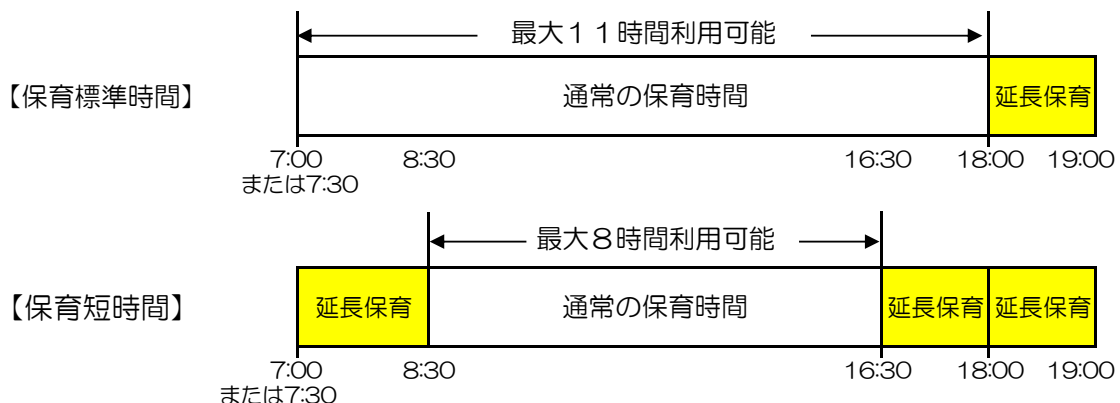 最大１１時間利用可能
【保育標準時間】
通常の保育時間
延長保育
7:00 8:30 16:30 18:00 19:00
または7:30
最大８時間利用可能
【保育短時間】
延長保育 通常の保育時間 延長保育 延長保育
7:00 8:30 16:30 18:00 19:00
または7:30